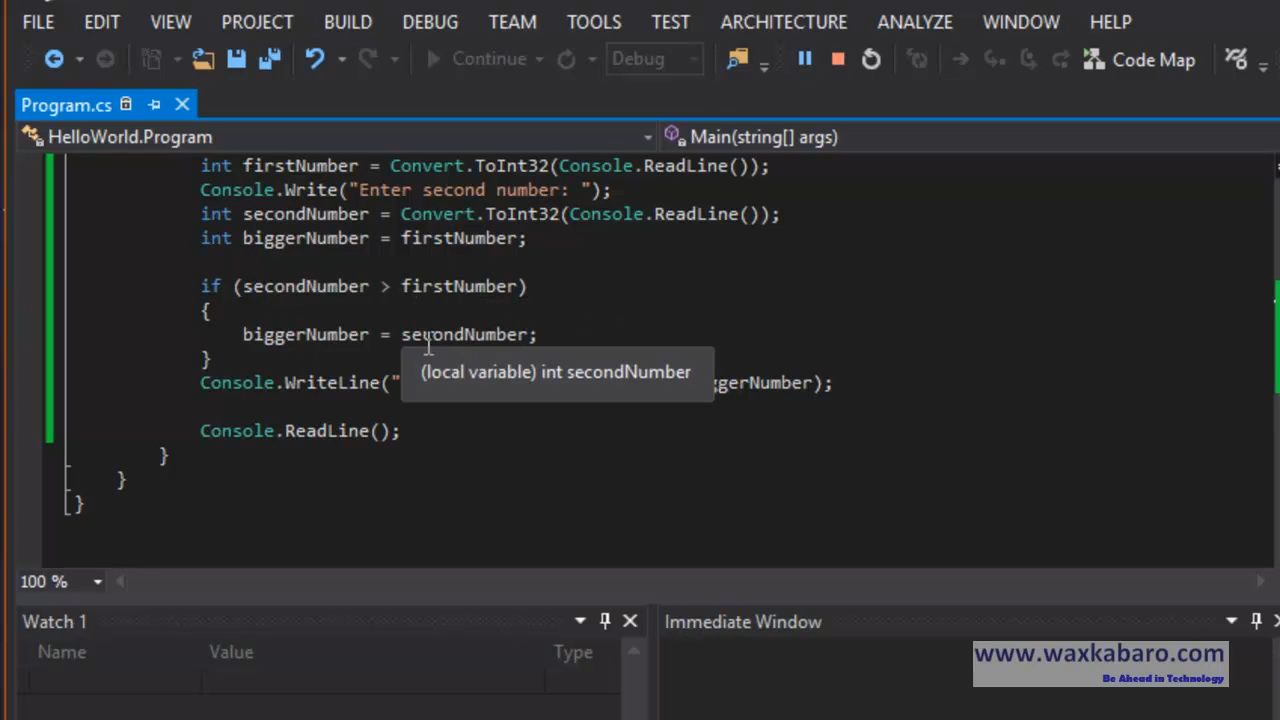 FILE EDIT VIEW PROJECT BUILD DEBUG TEAM TOOLS TEST ARCHITECTURE ANALYZE WINDOW HELP
Continue Debug Code Map
Program.cs
HelloWorld.Program Main(string[] args)
int firstNumber = Convert.ToInt32(Console.ReadLine());
Console.Write("Enter second number: ");
int secondNumber = Convert.ToInt32(Console.ReadLine());
int biggerNumber = firstNumber;
if (secondNumber > firstNumber)
{
biggerNumber = secondNumber;
}
(local variable) int secondNumber
Console.WriteLine(" ggerNumber);
Console.ReadLine();
}
}
}
100 %
Watch 1 Immediate Window
Name Value Type
www.waxkabaro.com
Be Ahead in Technology